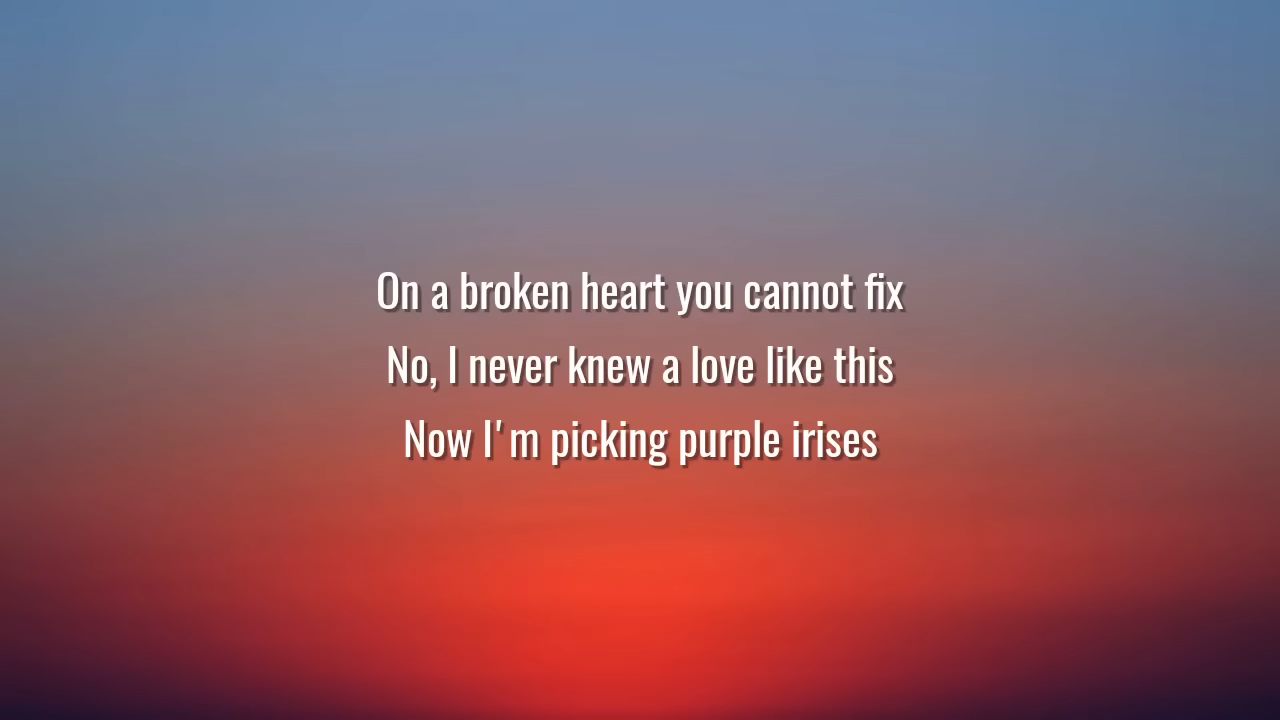 On a broken heart you cannot fix
No, I never knew a love like this
Now I'm picking purple irises